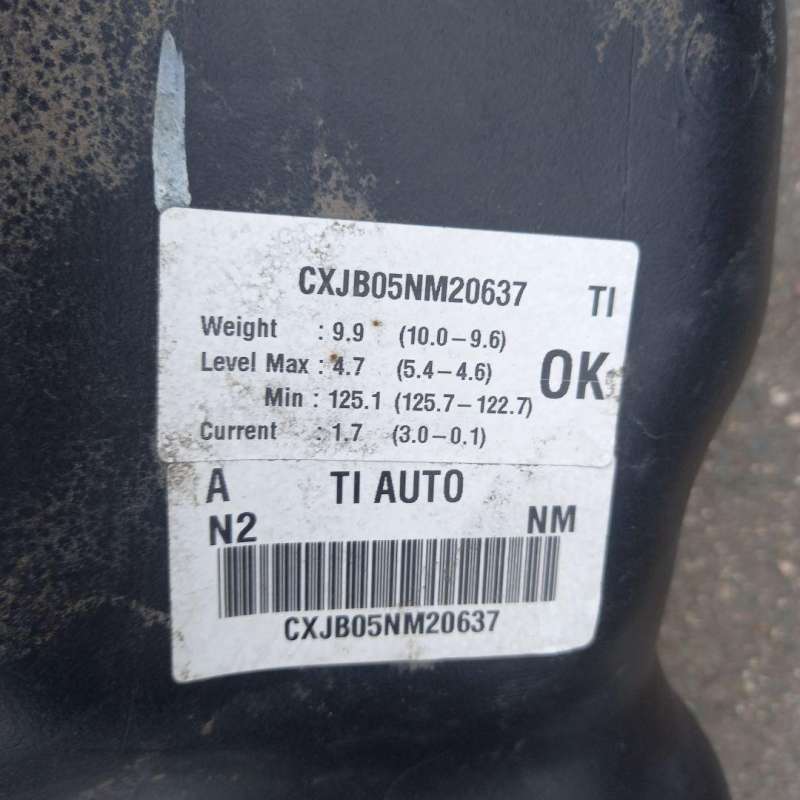 CXJB05NM20637 TI
Weight : 9.9 (10.0–9.6)
Level Max : 4.7 (5.4–4.6) OK
Min : 125.1 (125.7–122.7)
Current : 1.7 (3.0–0.1)
A TI AUTO
N2 NM
CXJB05NM20637